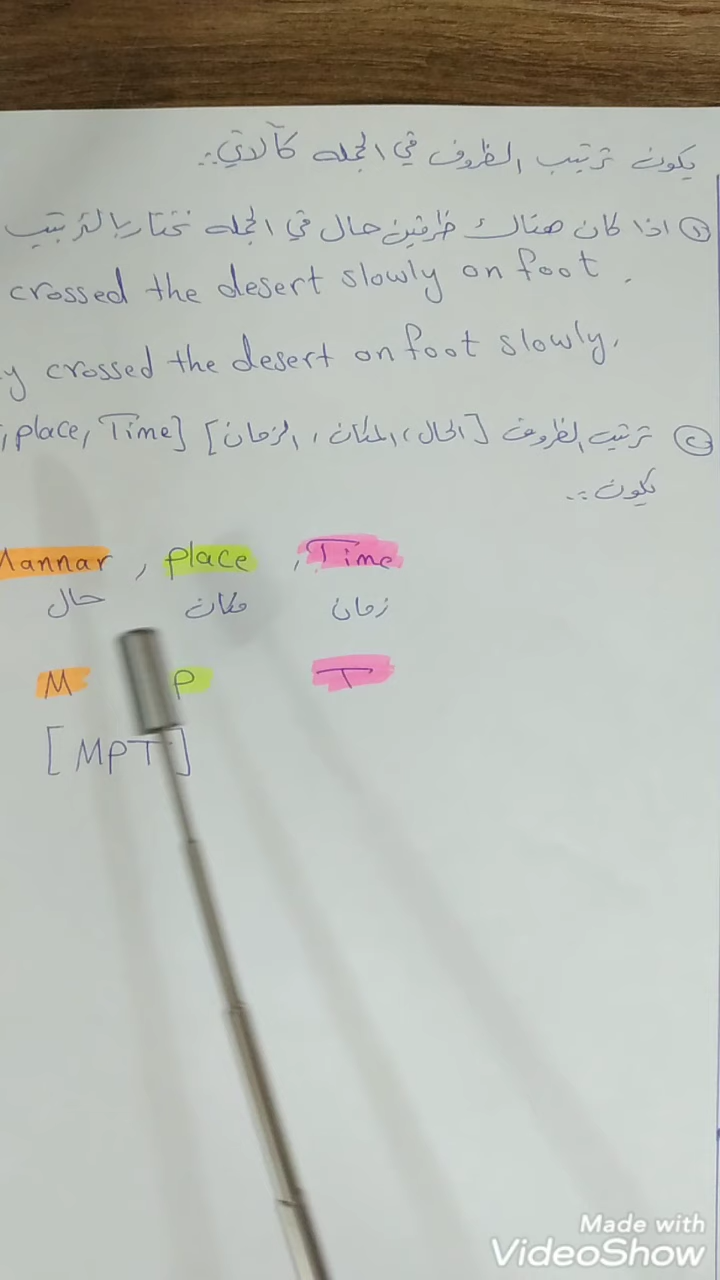 يكون ترتيب الظروف في الجمله كالاتي :.
① اذا كان هناك ظرفين حال في الجمله نختار بالترتيب
crossed the desert slowly on foot .
y crossed the desert on foot slowly.
② ترتيب الظروف [الحال، المكان، الزمان] [, place, Time
يكون :.
Mannar , place , Time
حال مكان زمان
M P T
[MPT]
Made with
VideoShow